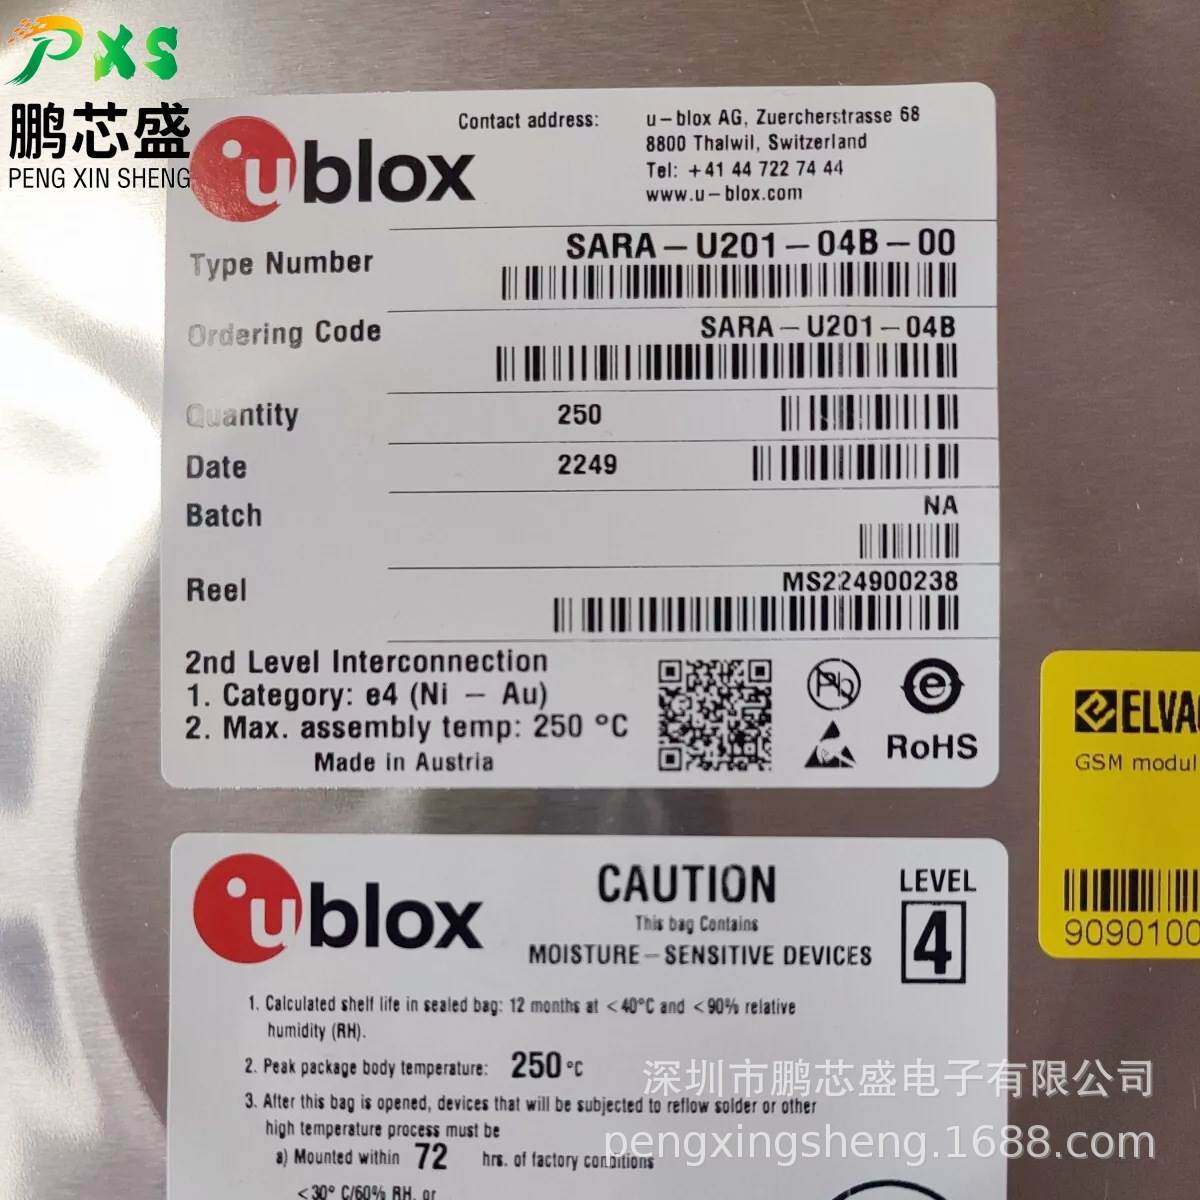 PXS
鹏芯盛
PENG XIN SHENG
ublox
Contact address:
u-blox AG, Zuercherstrasse 68
8800 Thalwil, Switzerland
Tel: +41 44 722 74 44
www.u-blox.com
Type Number
SARA-U201-04B-00
Ordering Code
SARA-U201-04B
Quantity 250
Date 2249
Batch NA
Reel MS224900238
2nd Level Interconnection
1. Category: e4 (Ni - Au)
2. Max. assembly temp: 250 °C
Made in Austria
Pb
e
RoHS
ELVA
GSM modul
9090100
ublox
CAUTION
This bag Contains
MOISTURE-SENSITIVE DEVICES
LEVEL
4
1. Calculated shelf life in sealed bag: 12 months at <40°C and <90% relative
humidity (RH).
2. Peak package body temperature: 250 °C
3. After this bag is opened, devices that will be subjected to reflow solder or other
high temperature process must be
a) Mounted within 72 hrs. of factory conditions
<30° C/60% RH, or
深圳市鹏芯盛电子有限公司
pengxingsheng.1688.com